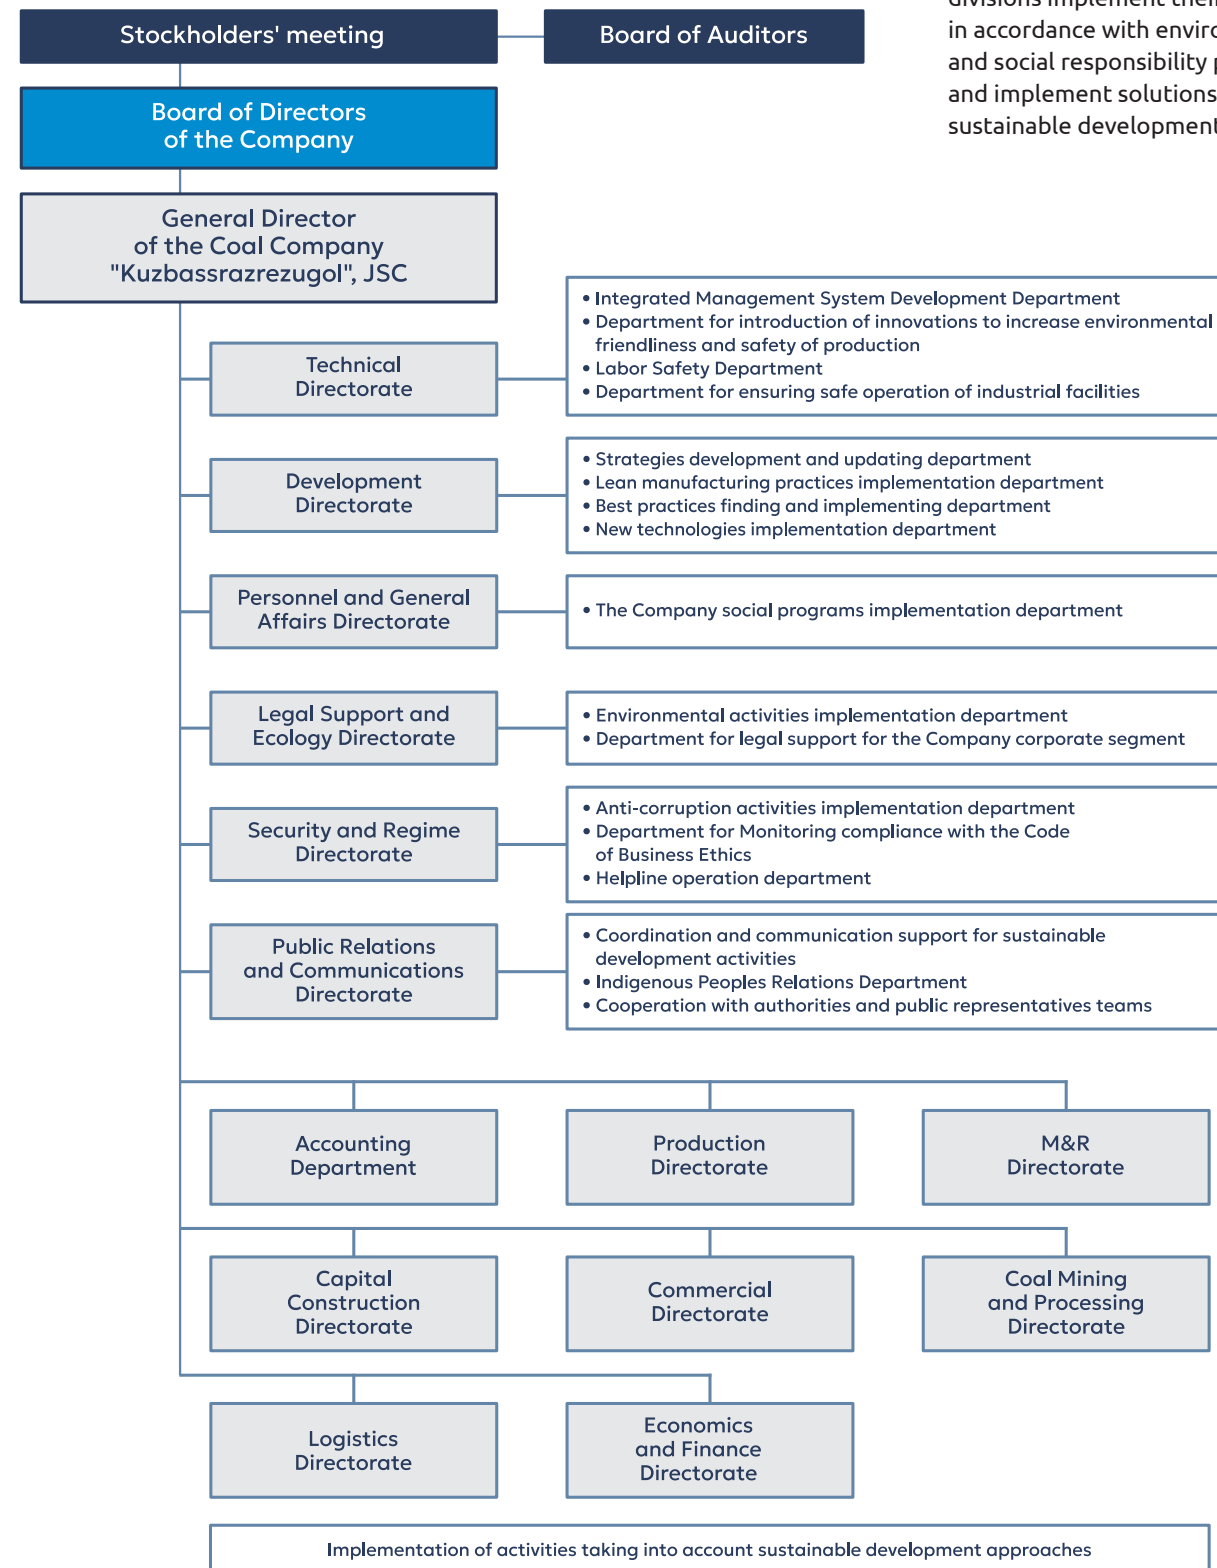 divisions implement their
in accordance with enviro
and social responsibility p
and implement solutions
sustainable development
Stockholders' meeting
Board of Auditors
Board of Directors
of the Company
General Director
of the Coal Company
"Kuzbassrazrezugol", JSC
Technical
Directorate
• Integrated Management System Development Department
• Department for introduction of innovations to increase environmental
friendliness and safety of production
• Labor Safety Department
• Department for ensuring safe operation of industrial facilities
Development
Directorate
• Strategies development and updating department
• Lean manufacturing practices implementation department
• Best practices finding and implementing department
• New technologies implementation department
Personnel and General
Affairs Directorate
• The Company social programs implementation department
Legal Support and
Ecology Directorate
• Environmental activities implementation department
• Department for legal support for the Company corporate segment
Security and Regime
Directorate
• Anti-corruption activities implementation department
• Department for Monitoring compliance with the Code
of Business Ethics
• Helpline operation department
Public Relations
and Communications
Directorate
• Coordination and communication support for sustainable
development activities
• Indigenous Peoples Relations Department
• Cooperation with authorities and public representatives teams
Accounting
Department
Production
Directorate
M&R
Directorate
Capital
Construction
Directorate
Commercial
Directorate
Coal Mining
and Processing
Directorate
Logistics
Directorate
Economics
and Finance
Directorate
Implementation of activities taking into account sustainable development approaches